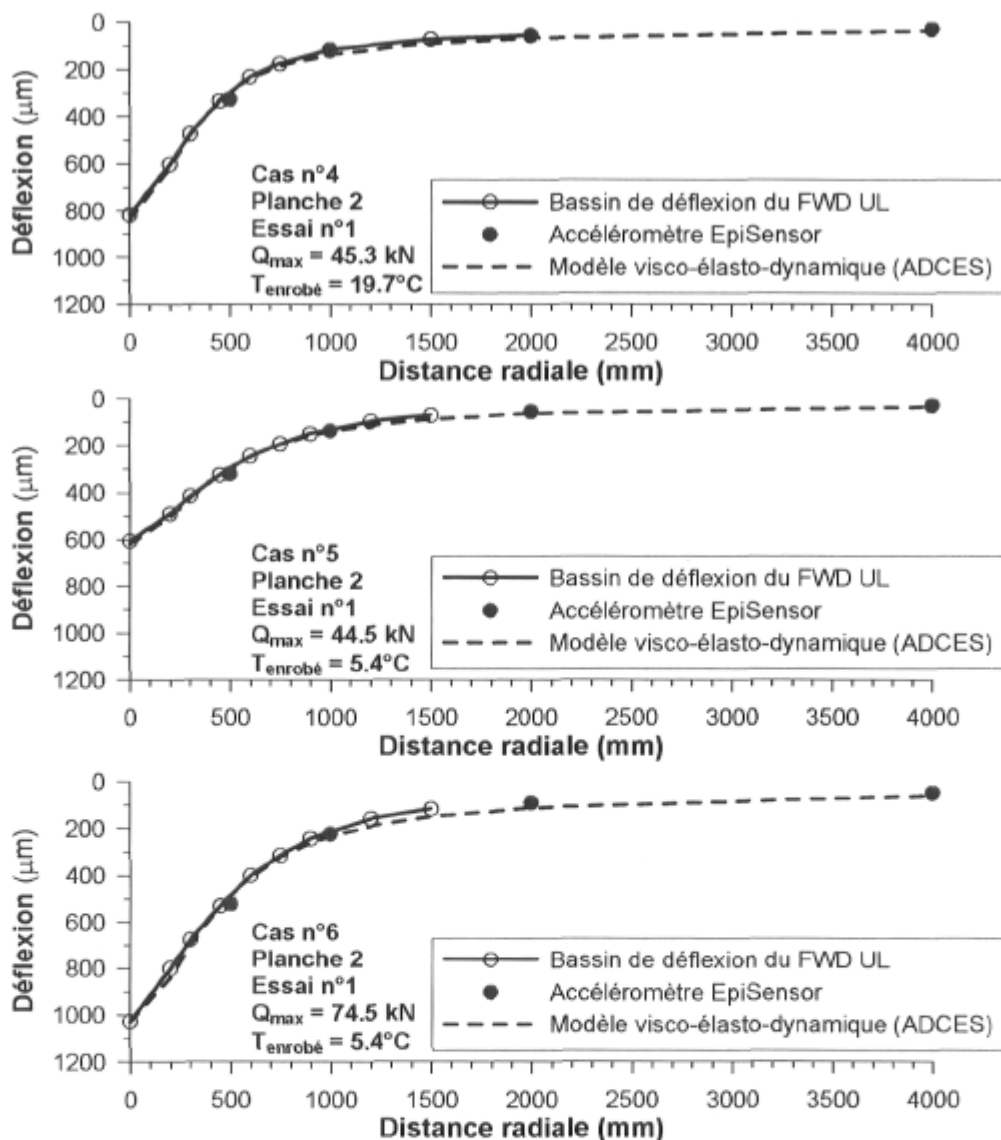 0
200
400
600
800
1000
1200
Déflexion (µm)
Cas n°4
Planche 2
Essai n°1
Qmax = 45.3 kN
Tenrobé = 19.7°C
Bassin de déflexion du FWD UL
Accéléromètre EpiSensor
Modèle visco-élasto-dynamique (ADCES)
0 500 1000 1500 2000 2500 3000 3500 4000
Distance radiale (mm)
0
200
400
600
800
1000
1200
Déflexion (µm)
Cas n°5
Planche 2
Essai n°1
Qmax = 44.5 kN
Tenrobé = 5.4°C
Bassin de déflexion du FWD UL
Accéléromètre EpiSensor
Modèle visco-élasto-dynamique (ADCES)
0 500 1000 1500 2000 2500 3000 3500 4000
Distance radiale (mm)
0
200
400
600
800
1000
1200
Déflexion (µm)
Cas n°6
Planche 2
Essai n°1
Qmax = 74.5 kN
Tenrobé = 5.4°C
Bassin de déflexion du FWD UL
Accéléromètre EpiSensor
Modèle visco-élasto-dynamique (ADCES)
0 500 1000 1500 2000 2500 3000 3500 4000
Distance radiale (mm)